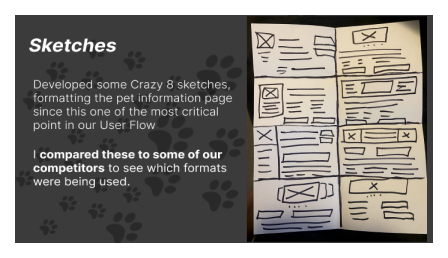 Sketches
Developed some Crazy 8 sketches,
formatting the pet information page
since this one of the most critical
point in our User Flow
I compared these to some of our
competitors to see which formats
were being used.